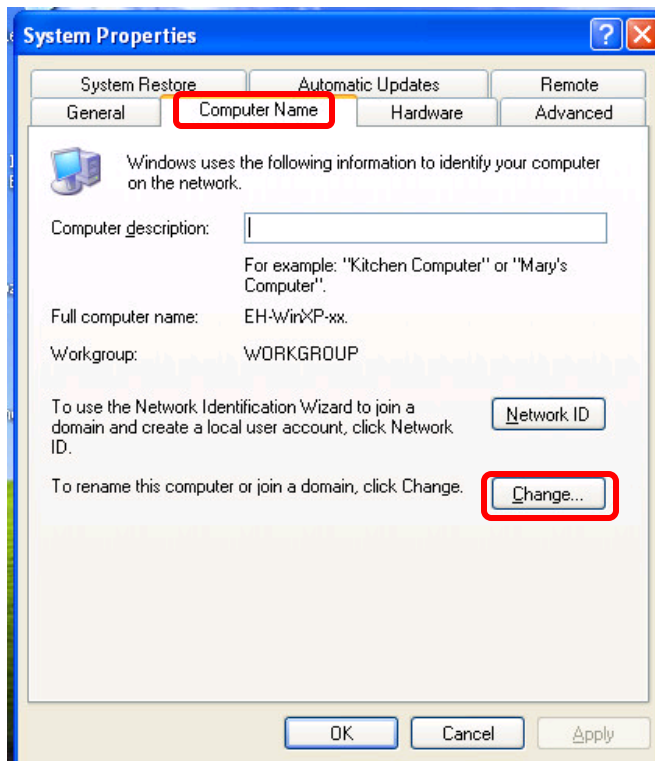 System Properties
System Restore Automatic Updates Remote
General Computer Name Hardware Advanced
Windows uses the following information to identify your computer
on the network.
Computer description:
For example: "Kitchen Computer" or "Mary's
Computer".
Full computer name: EH-WinXP-xx.
Workgroup: WORKGROUP
To use the Network Identification Wizard to join a
domain and create a local user account, click Network
ID.
Network ID
To rename this computer or join a domain, click Change.
Change...
OK Cancel Apply